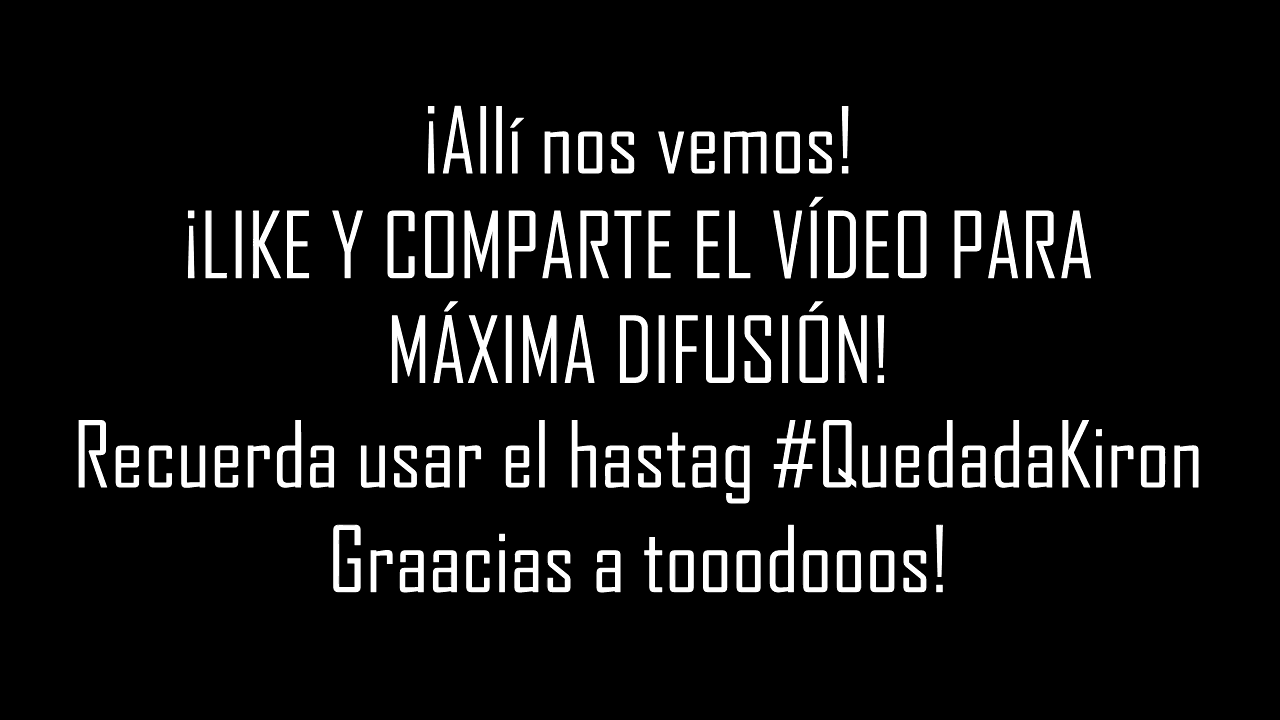 ¡Allí nos vemos!
¡LIKE Y COMPARTE EL VÍDEO PARA
MÁXIMA DIFUSIÓN!
Recuerda usar el hastag #QuedadaKiron
Graacias a tooodooos!